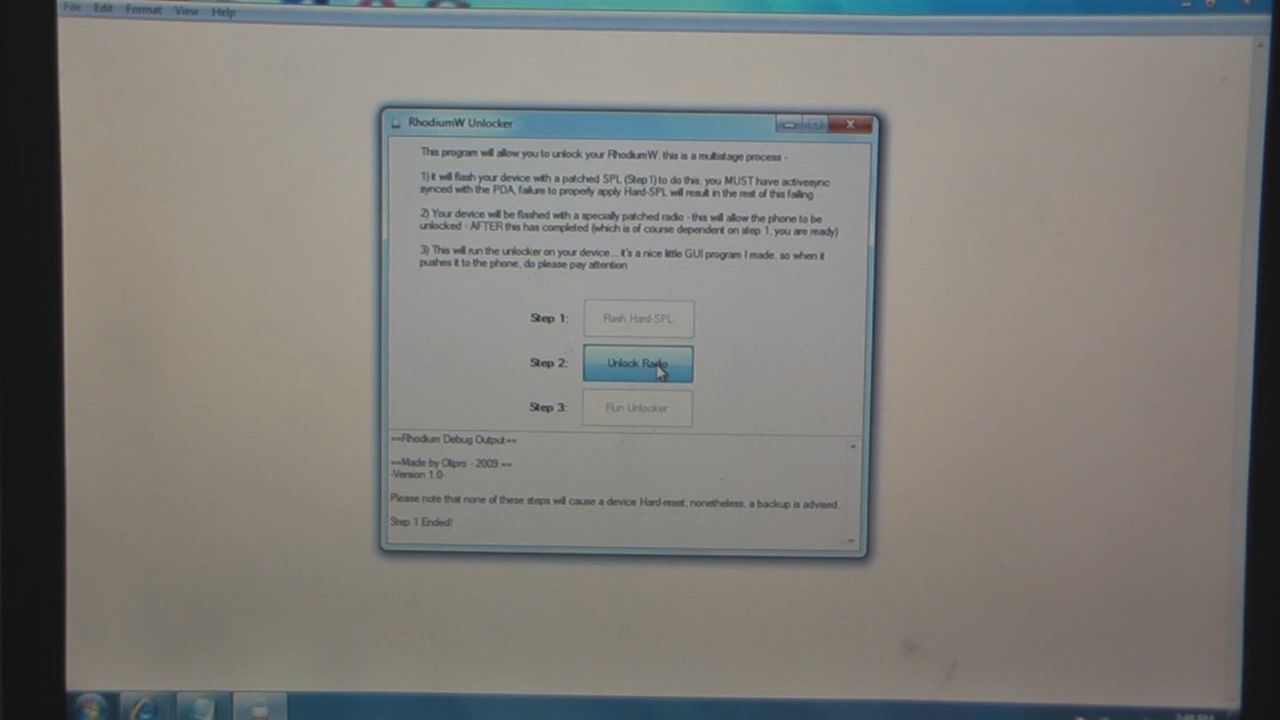 File Edit Format View Help
RhodiumW Unlocker
This program will allow you to unlock your RhodiumW, this is a multistage process -
1) it will flash your device with a patched SPL (Step 1) to do this, you MUST have activesync
synced with the PDA, failure to properly apply Hard-SPL will result in the rest of this failing
2) Your device will be flashed with a specially patched radio - this will allow the phone to be
unlocked - AFTER this has completed (which is of course dependent on step 1, you are ready)
3) This will run the unlocker on your device... it's a nice little GUI program I made, so when it
pushes it to the phone, do please pay attention
Step 1: Flash Hard-SPL
Step 2: Unlock Radio
Step 3: Run Unlocker
==Rhodium Debug Output==
==Made by Olipro - 2009 ==
-Version 1.0-
Please note that none of these steps will cause a device Hard-reset, nonetheless, a backup is advised.
Step 1 Ended!